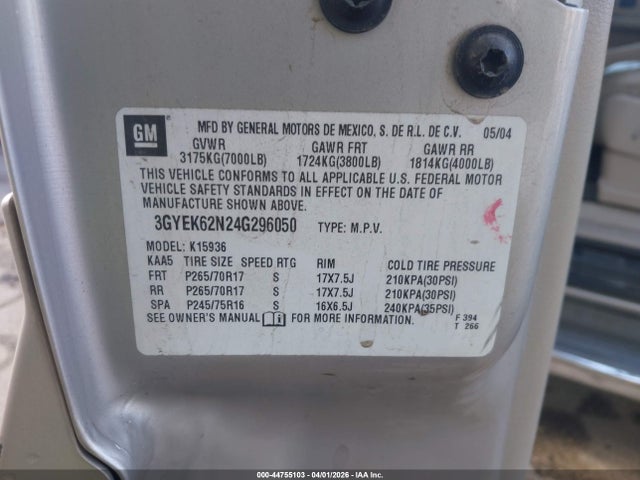 GM
MFD BY GENERAL MOTORS DE MEXICO, S. DE R.L. DE C.V. 05/04
GVWR GAWR FRT GAWR RR
3175KG(7000LB) 1724KG(3800LB) 1814KG(4000LB)
THIS VEHICLE CONFORMS TO ALL APPLICABLE U.S. FEDERAL MOTOR
VEHICLE SAFETY STANDARDS IN EFFECT ON THE DATE OF
MANUFACTURE SHOWN ABOVE.
3GYEK62N24G296050 TYPE: M.P.V.
MODEL: K15936
KAA5 TIRE SIZE SPEED RTG RIM COLD TIRE PRESSURE
FRT P265/70R17 S 17X7.5J 210KPA(30PSI)
RR P265/70R17 S 17X7.5J 210KPA(30PSI)
SPA P245/75R16 S 16X6.5J 240KPA(35PSI)
SEE OWNER'S MANUAL FOR MORE INFORMATION. F 394
T 266
000-44755103 - 04/01/2026 - IAA Inc.